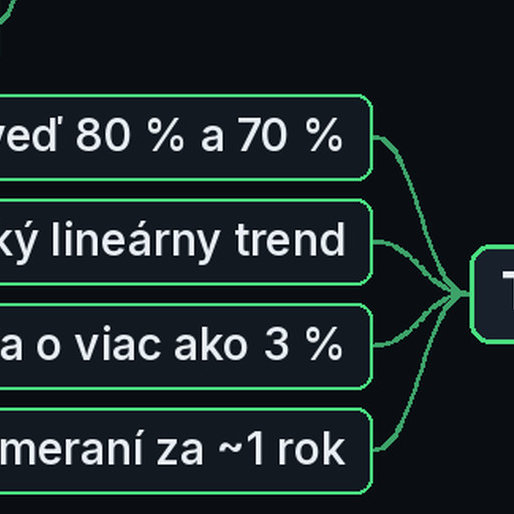 veď 80 % a 70 %
ký lineárny trend
a o viac ako 3 %
meraní za ~1 rok